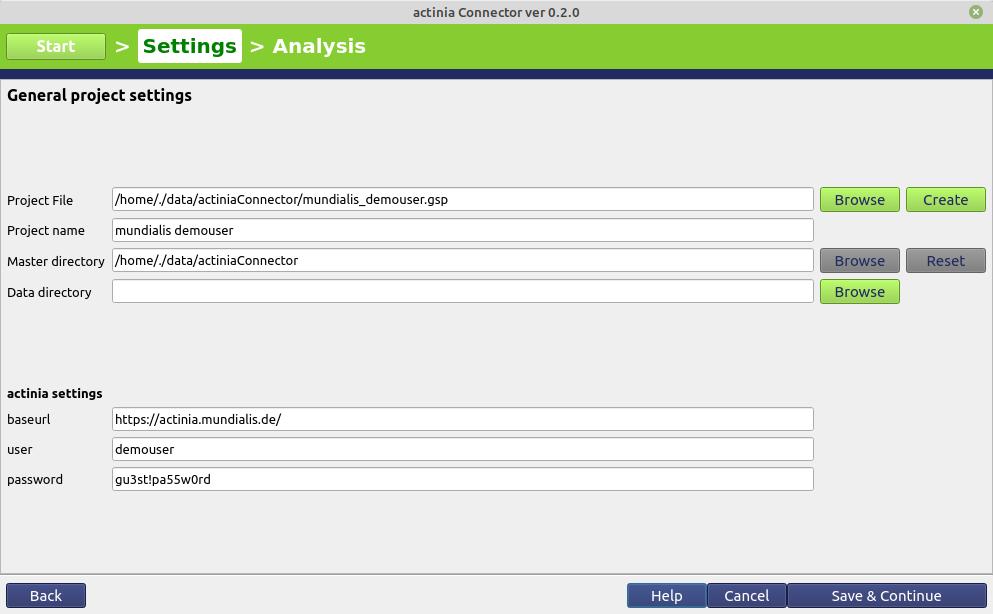 actinia Connector ver 0.2.0
Start > Settings > Analysis
General project settings
Project File /home/./data/actiniaConnector/mundialis_demouser.gsp Browse Create
Project name mundialis demouser
Master directory /home/./data/actiniaConnector Browse Reset
Data directory Browse
actinia settings
baseurl https://actinia.mundialis.de/
user demouser
password gu3st!pa55w0rd
Back Help Cancel Save & Continue